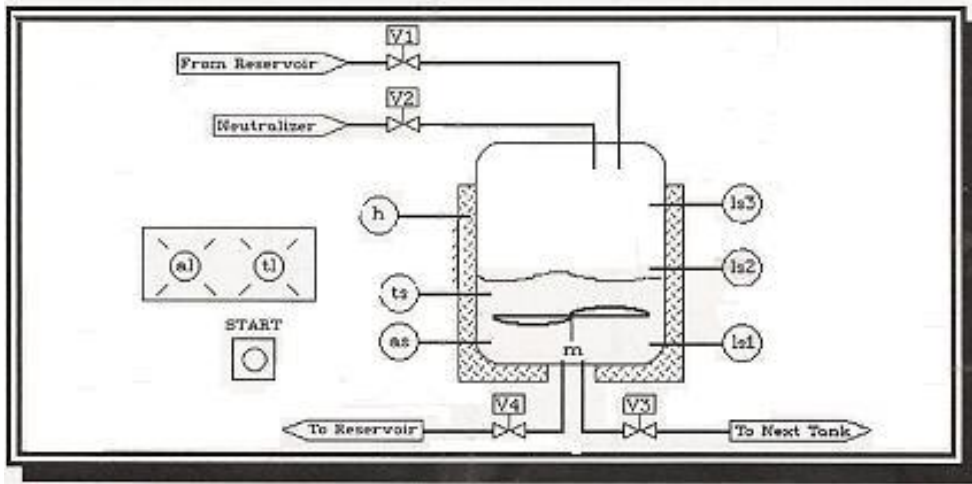 V1
From Reservoir
V2
Neutralizer
h
ls3
al
tl
ls2
ts
START
as
ls1
m
V4
V3
To Reservoir
To Next Tank